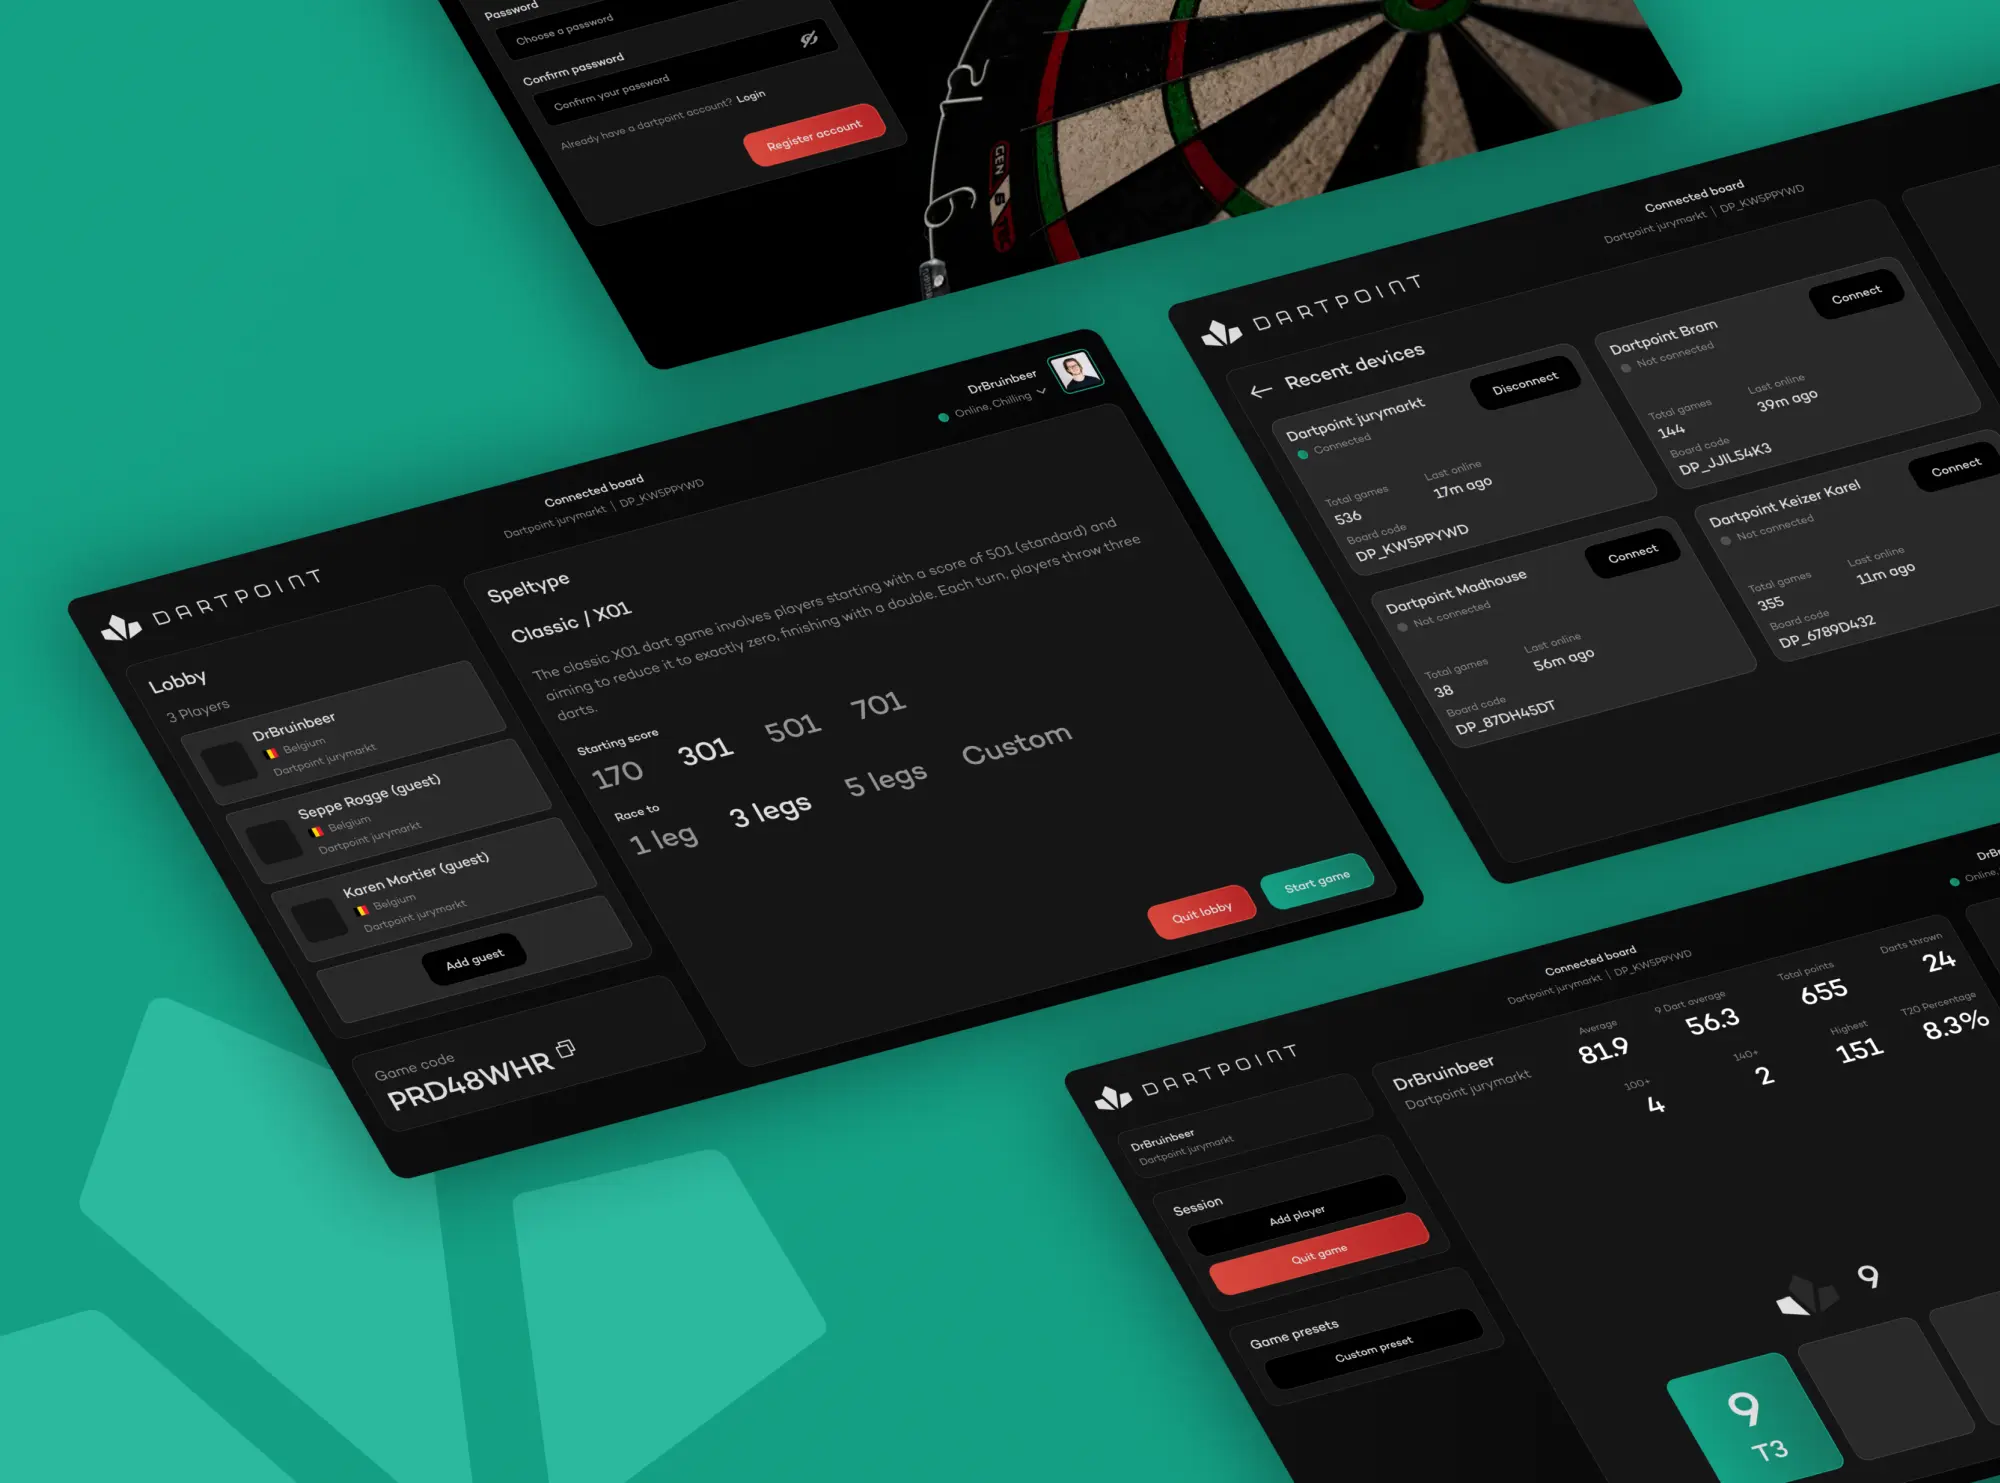 Password
Choose a password
Confirm password
Confirm your password
Already have a dartpoint account? Login
Register account
12
9
GEN
6
DARTPOINT
Connected board
Dartpoint jurymarkt | DP_KW5PPYWD
DrBruinbeer
Online, Chilling
Lobby
3 Players
DrBruinbeer
Belgium
Dartpoint jurymarkt
Seppe Rogge (guest)
Belgium
Dartpoint jurymarkt
Karen Mortier (guest)
Belgium
Dartpoint jurymarkt
Add guest
Game code
PRD48WHR
Speltype
Classic / X01
The classic X01 dart game involves players starting with a score of 501 (standard) and
aiming to reduce it to exactly zero, finishing with a double. Each turn, players throw three
darts.
Starting score
170 301 501 701
Race to
1 leg 3 legs 5 legs Custom
Quit lobby
Start game
DARTPOINT
Connected board
Dartpoint jurymarkt | DP_KW5PPYWD
Recent devices
Dartpoint jurymarkt
Connected
Disconnect
Total games
536
Last online
17m ago
Board code
DP_KW5PPYWD
Dartpoint Bram
Not connected
Connect
Total games
144
Last online
39m ago
Board code
DP_JJIL54K3
Dartpoint Madhouse
Not connected
Connect
Total games
38
Last online
56m ago
Board code
DP_87DH45DT
Dartpoint Keizer Karel
Not connected
Connect
Total games
355
Last online
11m ago
Board code
DP_6789D432
DARTPOINT
Connected board
Dartpoint jurymarkt | DP_KW5PPYWD
DrBr
Online,
DrBruinbeer
Dartpoint jurymarkt
Session
Add player
Quit game
Game presets
Custom preset
DrBruinbeer
Dartpoint jurymarkt
Average
81.9
9 Dart average
56.3
Total points
655
Darts thrown
24
100+
4
140+
2
Highest
151
T20 Percentage
8.3%
9
9
T3